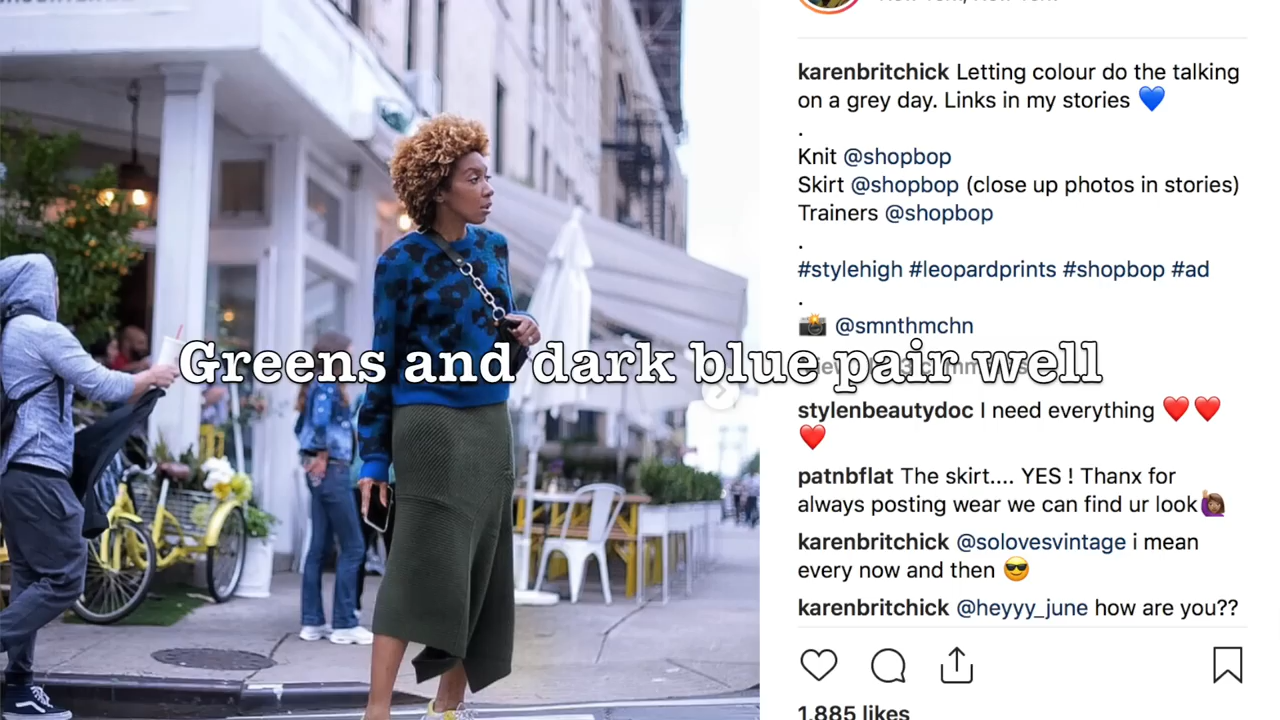 karenbritchick Letting colour do the talking
on a grey day. Links in my stories 💙
.
Knit @shopbop
Skirt @shopbop (close up photos in stories)
Trainers @shopbop
.
#stylehigh #leopardprints #shopbop #ad
.
📸 @smnthmchn
Greens and dark blue pair well
stylenbeautydoc I need everything ❤️❤️
❤️
patnbflat The skirt.... YES ! Thanx for
always posting wear we can find ur look🙋🏾‍♀️
karenbritchick @solovesvintage i mean
every now and then 😎
karenbritchick @heyyy_june how are you??
1,885 likes